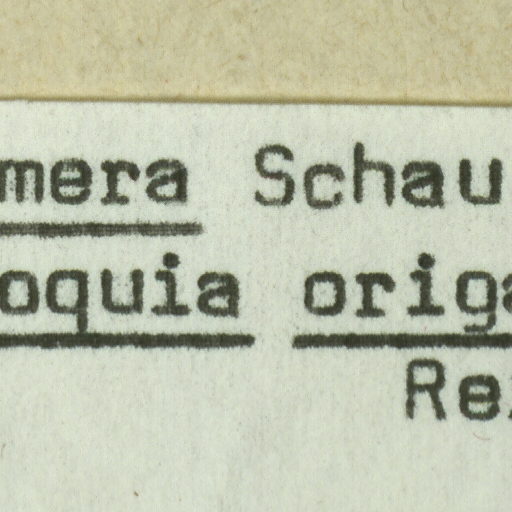 mera Schau
oquia origa
Re